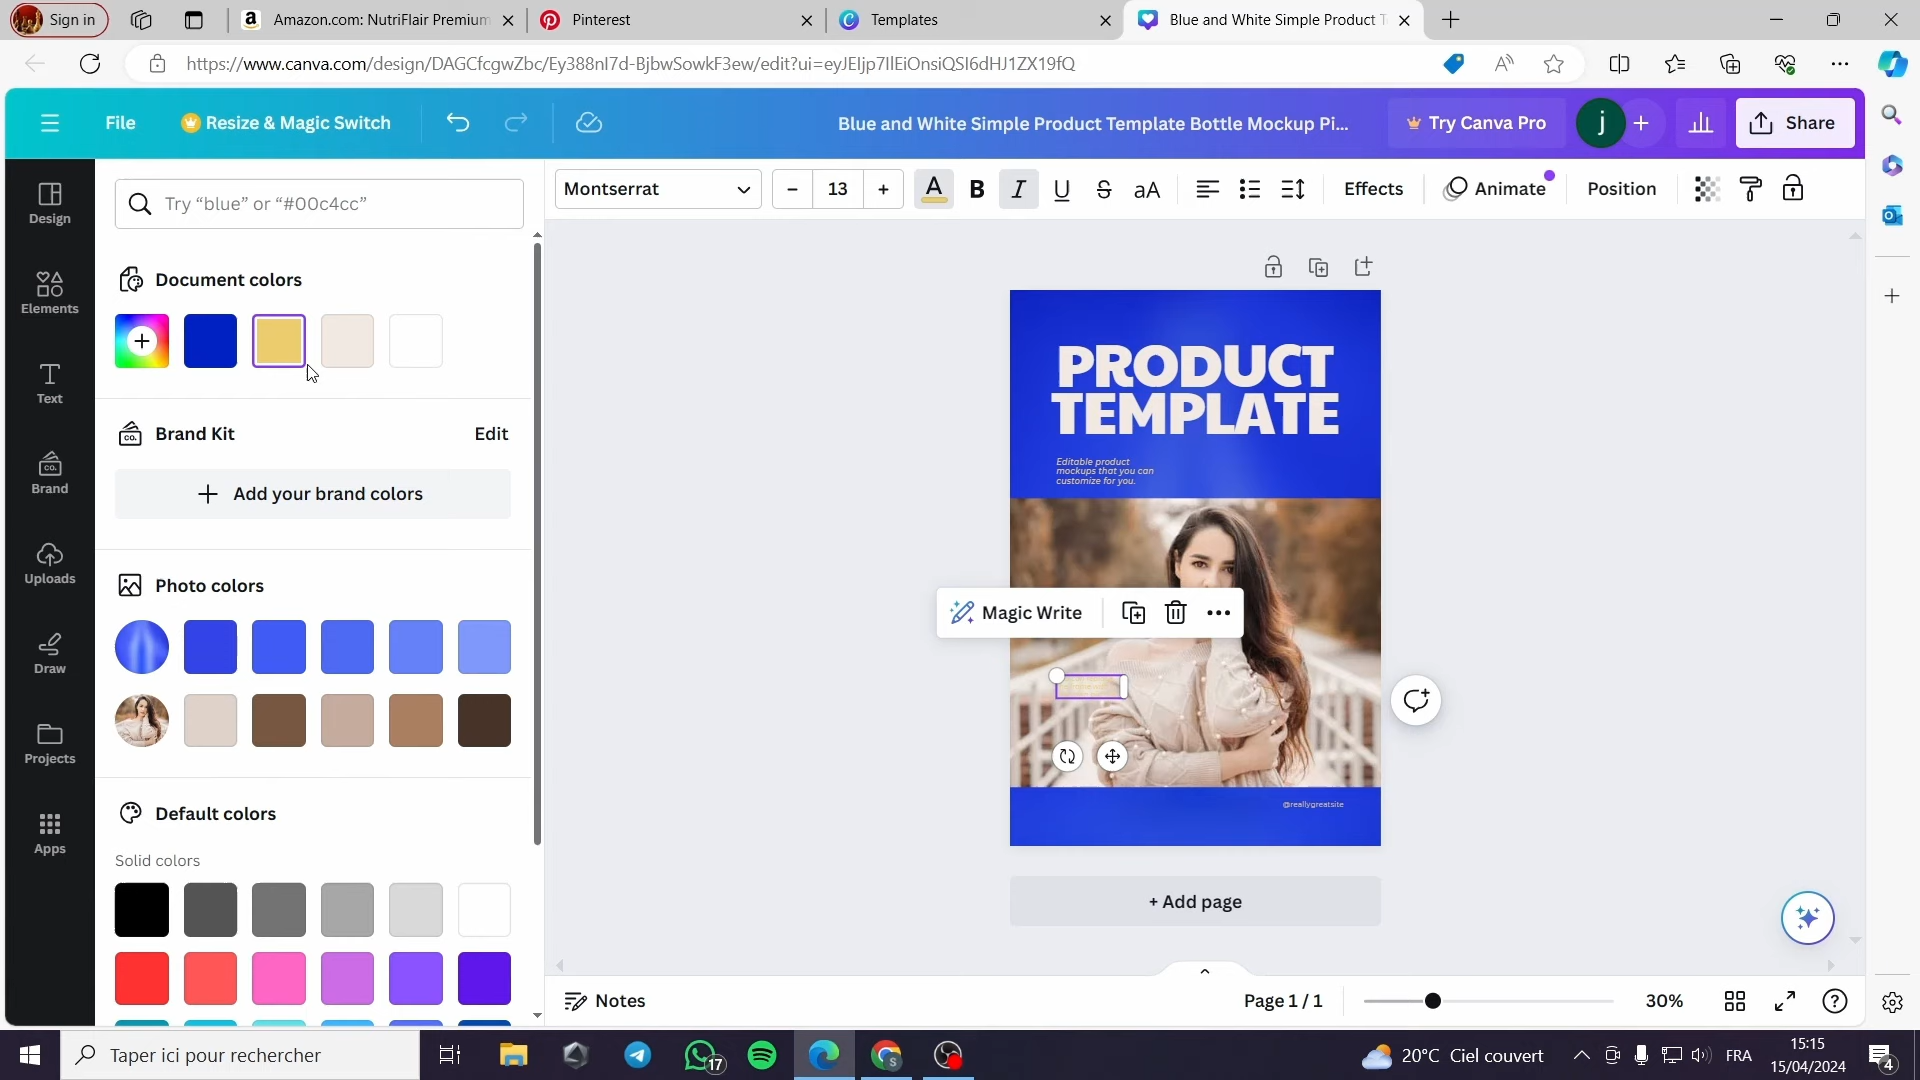 Sign in
Amazon.com: NutriFlair Premium
Pinterest
Templates
Blue and White Simple Product T
https://www.canva.com/design/DAGCfcgwZbc/Ey388nI7d-BjbwSowkF3ew/edit?ui=eyJEIjp7IlEiOnsiQSI6dHJ1ZX19fQ
File
Resize & Magic Switch
Blue and White Simple Product Template Bottle Mockup Pi...
Try Canva Pro
j
Share
Design
Elements
Text
Brand
Uploads
Draw
Projects
Apps
Try “blue” or “#00c4cc”
Document colors
Brand Kit
Edit
Add your brand colors
Photo colors
Default colors
Solid colors
Montserrat
13
A
B
I
U
S
aA
Effects
Animate
Position
PRODUCT
TEMPLATE
Editable product
mockups that you can
customize for you.
Magic Write
@reallygreatsite
+ Add page
Notes
Page 1 / 1
30%
Taper ici pour rechercher
17
20°C Ciel couvert
FRA
15:15
15/04/2024
4